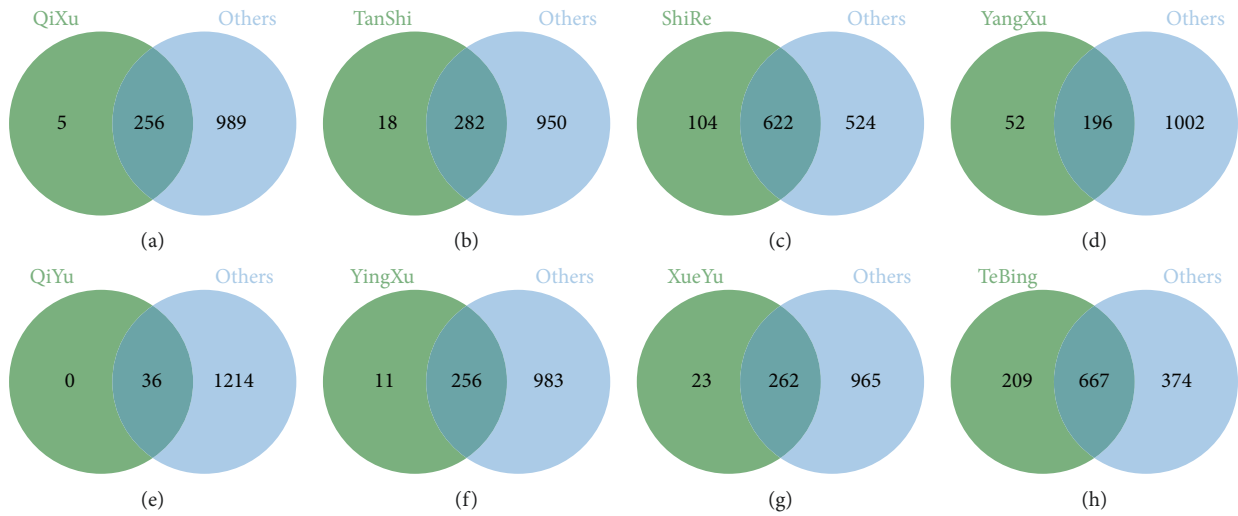 QiXu Others TanShi Others ShiRe Others YangXu Others
5 256 989 18 282 950 104 622 524 52 196 1002
(a) (b) (c) (d)
QiYu Others YingXu Others XueYu Others TeBing Others
0 36 1214 11 256 983 23 262 965 209 667 374
(e) (f) (g) (h)